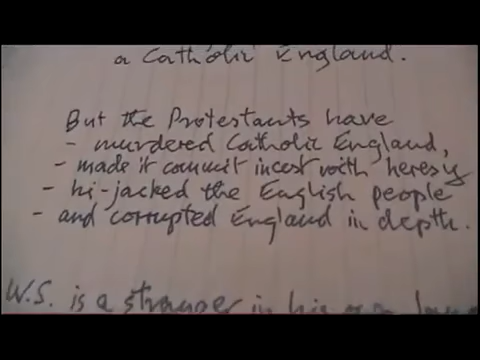 a Catholic England.
But the Protestants have
- murdered Catholic England,
- made it commit incest with heresy
- hi-jacked the English people
- and corrupted England in depth.
W.S. is a stranger in his own